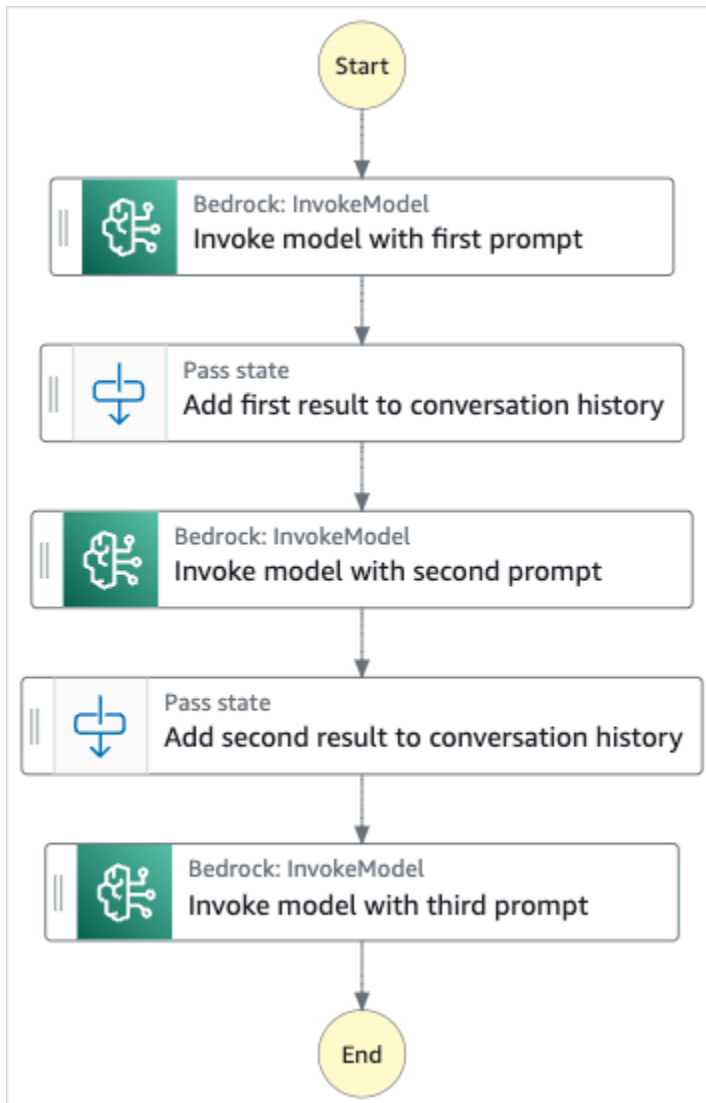 Start
Bedrock: InvokeModel
Invoke model with first prompt
Pass state
Add first result to conversation history
Bedrock: InvokeModel
Invoke model with second prompt
Pass state
Add second result to conversation history
Bedrock: InvokeModel
Invoke model with third prompt
End